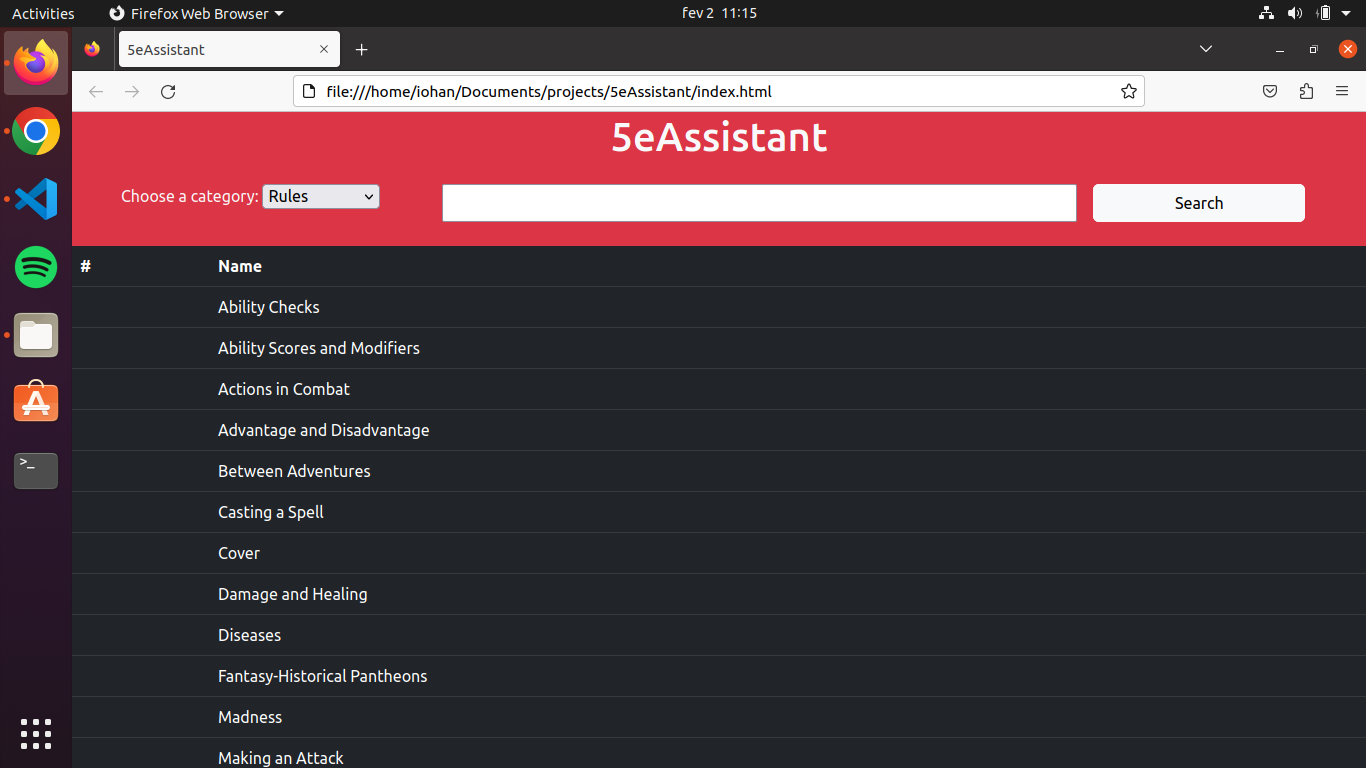 Activities Firefox Web Browser fev 2 11:15
5eAssistant
file:///home/iohan/Documents/projects/5eAssistant/index.html
5eAssistant
Choose a category: Rules Search
# Name
Ability Checks
Ability Scores and Modifiers
Actions in Combat
Advantage and Disadvantage
Between Adventures
Casting a Spell
Cover
Damage and Healing
Diseases
Fantasy-Historical Pantheons
Madness
Making an Attack